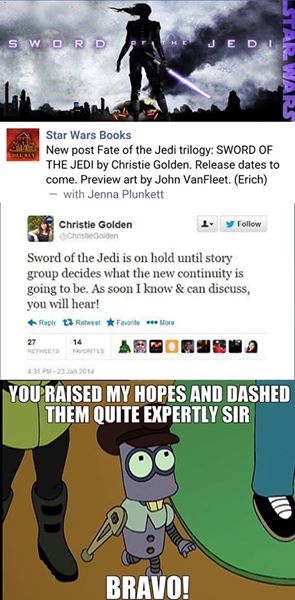 SWORD OF THE JEDI
STAR WARS
DEL REY
Star Wars Books
New post Fate of the Jedi trilogy: SWORD OF
THE JEDI by Christie Golden. Release dates to
come. Preview art by John VanFleet. (Erich)
— with Jenna Plunkett
Christie Golden
@ChristieGolden
Follow
Sword of the Jedi is on hold until story
group decides what the new continuity is
going to be. As soon I know & can discuss,
you will hear!
Reply Retweet Favorite More
27 14
RETWEETS FAVORITES
4:31 PM - 23 Jan 2014
YOU RAISED MY HOPES AND DASHED
THEM QUITE EXPERTLY SIR
BRAVO!